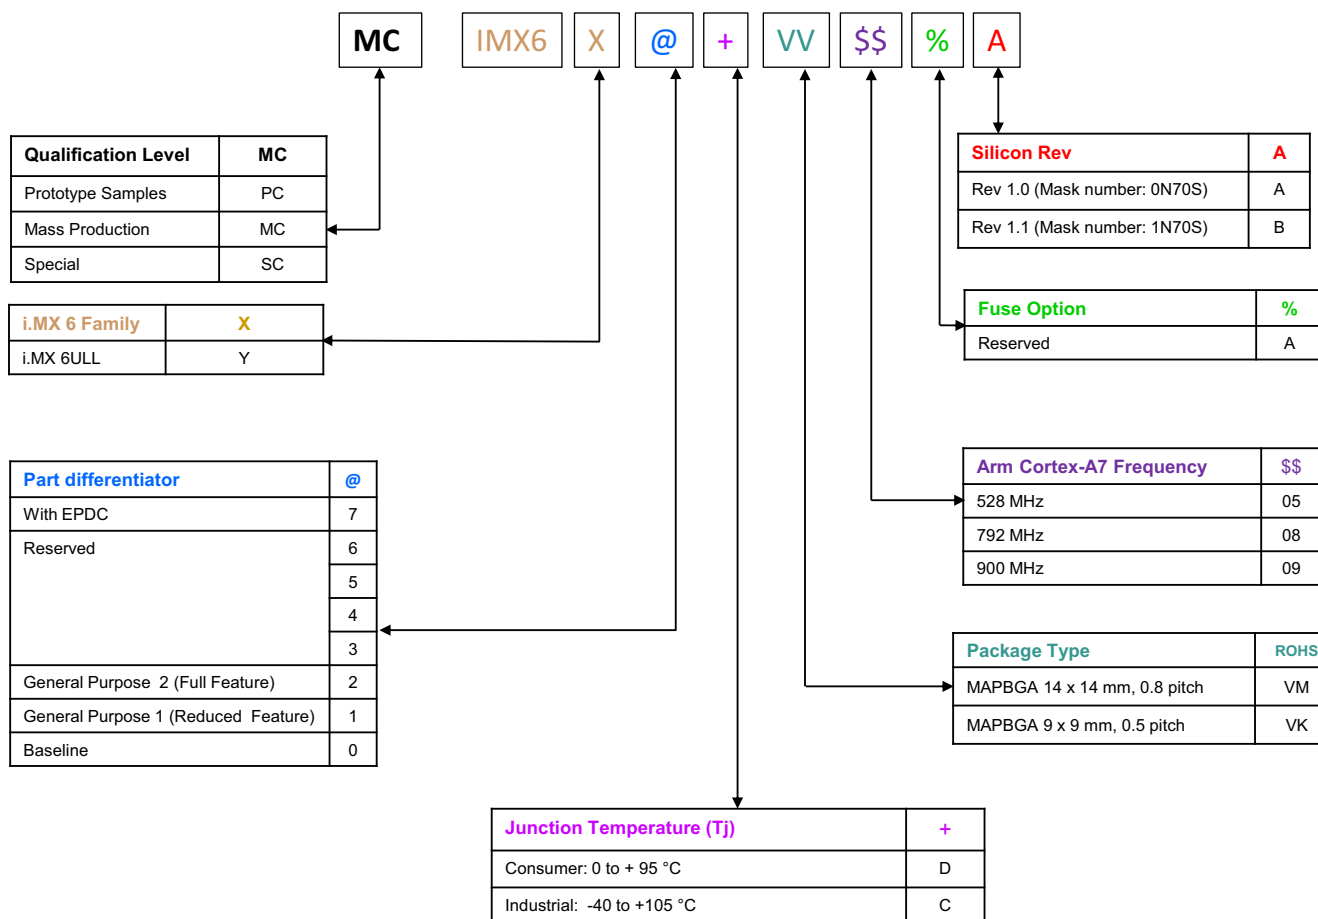 MC IMX6 X @ + VV $$ % A
Qualification Level MC
Prototype Samples PC
Mass Production MC
Special SC
i.MX 6 Family X
i.MX 6ULL Y
Part differentiator @
With EPDC 7
Reserved 6
5
4
3
General Purpose 2 (Full Feature) 2
General Purpose 1 (Reduced Feature) 1
Baseline 0
Junction Temperature (Tj) +
Consumer: 0 to + 95 °C D
Industrial: -40 to +105 °C C
Silicon Rev A
Rev 1.0 (Mask number: 0N70S) A
Rev 1.1 (Mask number: 1N70S) B
Fuse Option %
Reserved A
Arm Cortex-A7 Frequency $$
528 MHz 05
792 MHz 08
900 MHz 09
Package Type ROHS
MAPBGA 14 x 14 mm, 0.8 pitch VM
MAPBGA 9 x 9 mm, 0.5 pitch VK